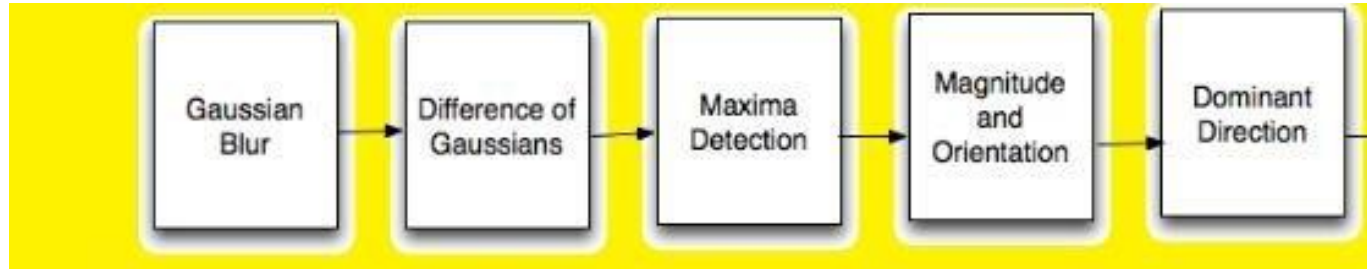 Gaussian
Blur
Difference of
Gaussians
Maxima
Detection
Magnitude
and
Orientation
Dominant
Direction